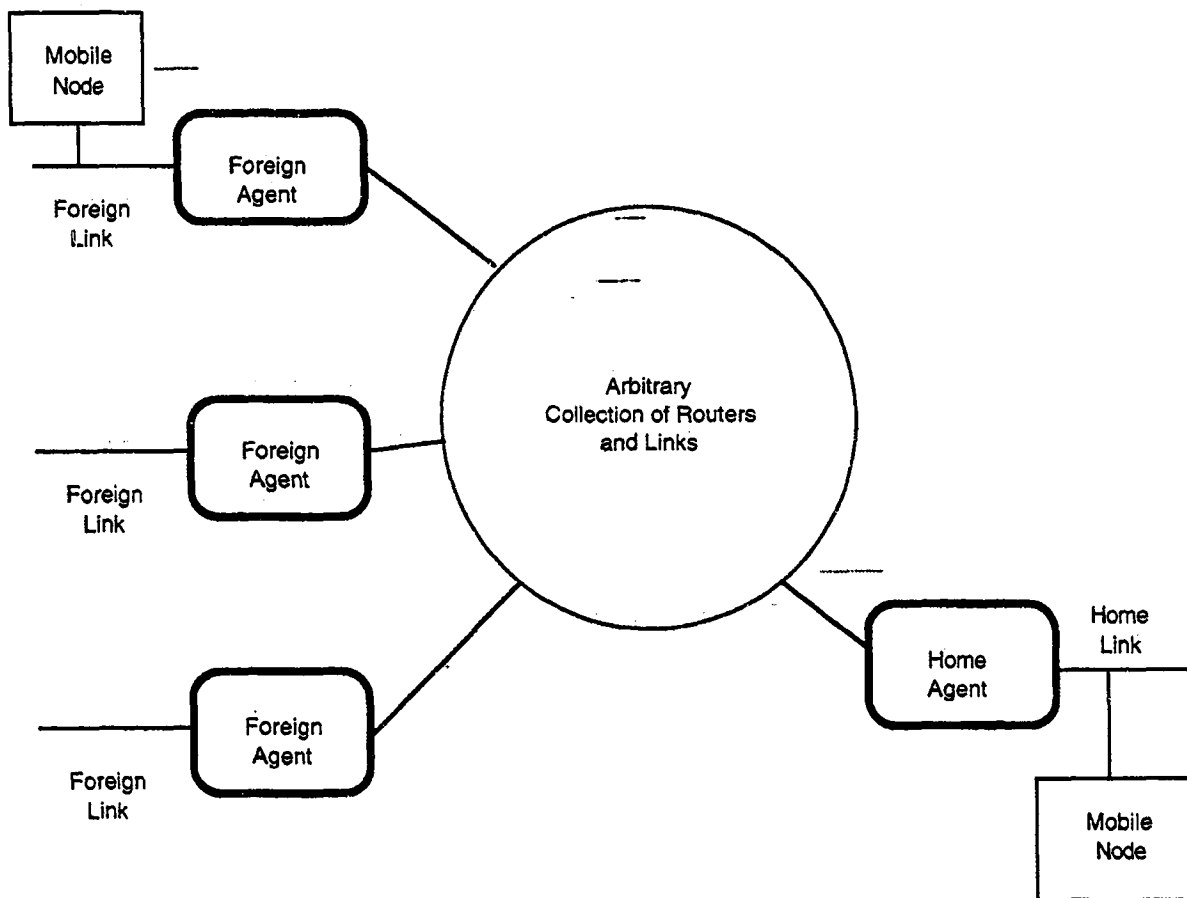 Mobile
Node
Foreign
Agent
Foreign
Link
Arbitrary
Collection of Routers
and Links
Foreign
Agent
Foreign
Link
Home
Link
Home
Agent
Foreign
Agent
Foreign
Link
Mobile
Node